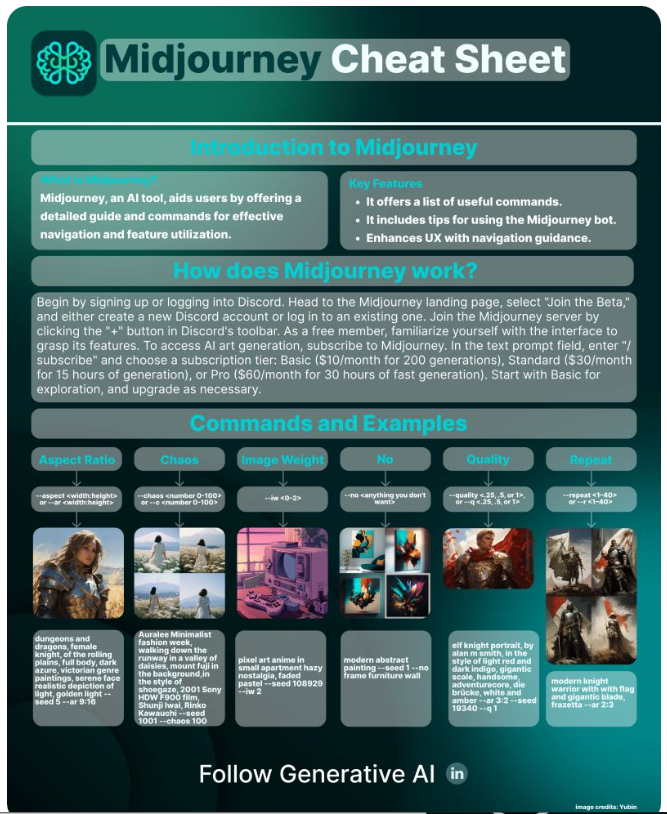 Midjourney Cheat Sheet
Introduction to Midjourney
What is Midjourney?
Midjourney, an AI tool, aids users by offering a
detailed guide and commands for effective
navigation and feature utilization.
Key Features
• It offers a list of useful commands.
• It includes tips for using the Midjourney bot.
• Enhances UX with navigation guidance.
How does Midjourney work?
Begin by signing up or logging into Discord. Head to the Midjourney landing page, select "Join the Beta,"
and either create a new Discord account or log in to an existing one. Join the Midjourney server by
clicking the "+" button in Discord's toolbar. As a free member, familiarize yourself with the interface to
grasp its features. To access AI art generation, subscribe to Midjourney. In the text prompt field, enter "/
subscribe" and choose a subscription tier: Basic ($10/month for 200 generations), Standard ($30/month
for 15 hours of generation), or Pro ($60/month for 30 hours of fast generation). Start with Basic for
exploration, and upgrade as necessary.
Commands and Examples
Aspect Ratio
--aspect <width:height>
or --ar <width:height>
dungeons and
dragons, female
knight, of the rolling
plains, full body, dark
azure, victorian genre
paintings, serene face
realistic depiction of
light, golden light --
seed 5 --ar 9:16
Chaos
--chaos <number 0-100>
or --c <number 0-100>
Auralee Minimalist
fashion week,
walking down the
runway in a valley of
daisies, mount fuji in
the background,in
the style of
shoegaze, 2001 Sony
HDW F900 film,
Shunji Iwai, Rinko
Kawauchi --seed
1001 --chaos 100
Image Weight
--iw <0-2>
pixel art anime in
small apartment hazy
nostalgia, faded
pastel --seed 108929
--iw 2
No
--no <anything you don't
want>
modern abstract
painting --seed 1 --no
frame furniture wall
Quality
--quality <.25, .5, or 1>,
or --q <.25, .5, or 1>
elf knight portrait, by
alan m smith, in the
style of light red and
dark indigo, gigantic
scale, handsome,
adventurecore, die
brücke, white and
amber --ar 3:2 --seed
19340 --q 1
Repeat
--repeat <1–40>
or --r <1–40>
modern knight
warrior with with flag
and gigantic blade,
frazetta --ar 2:3
Follow Generative AI in
image credits: Yubin